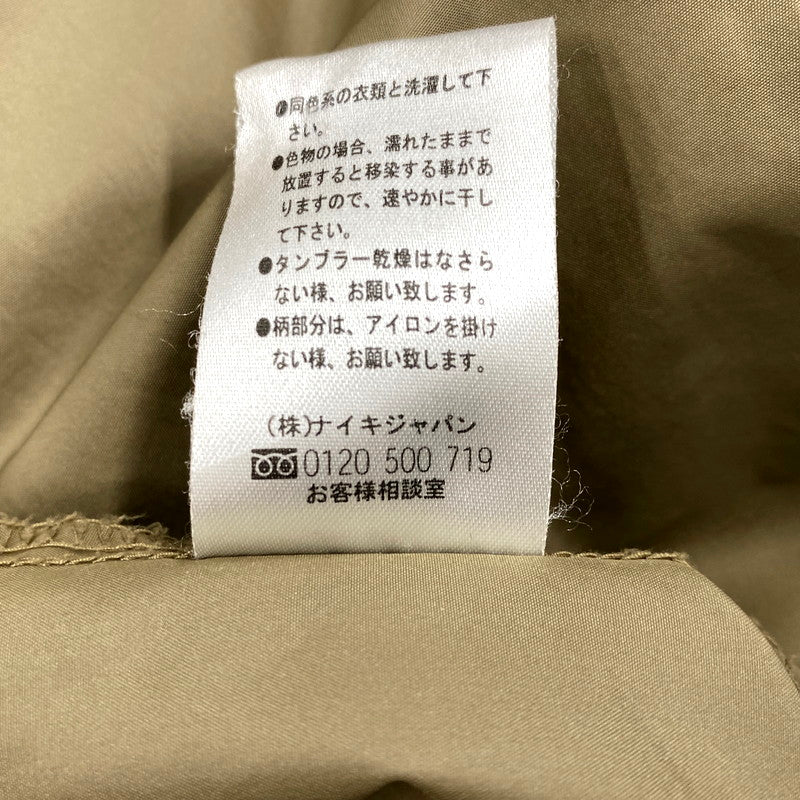 ●同色系の衣類と洗濯して下
さい。
●色物の場合、濡れたままで
放置すると移染する事があ
りますので、速やかに干し
て下さい。
●タンブラー乾燥はなさら
ない様、お願い致します。
●柄部分は、アイロンを掛け
ない様、お願い致します。
(株)ナイキジャパン
0120 500 719
お客様相談室